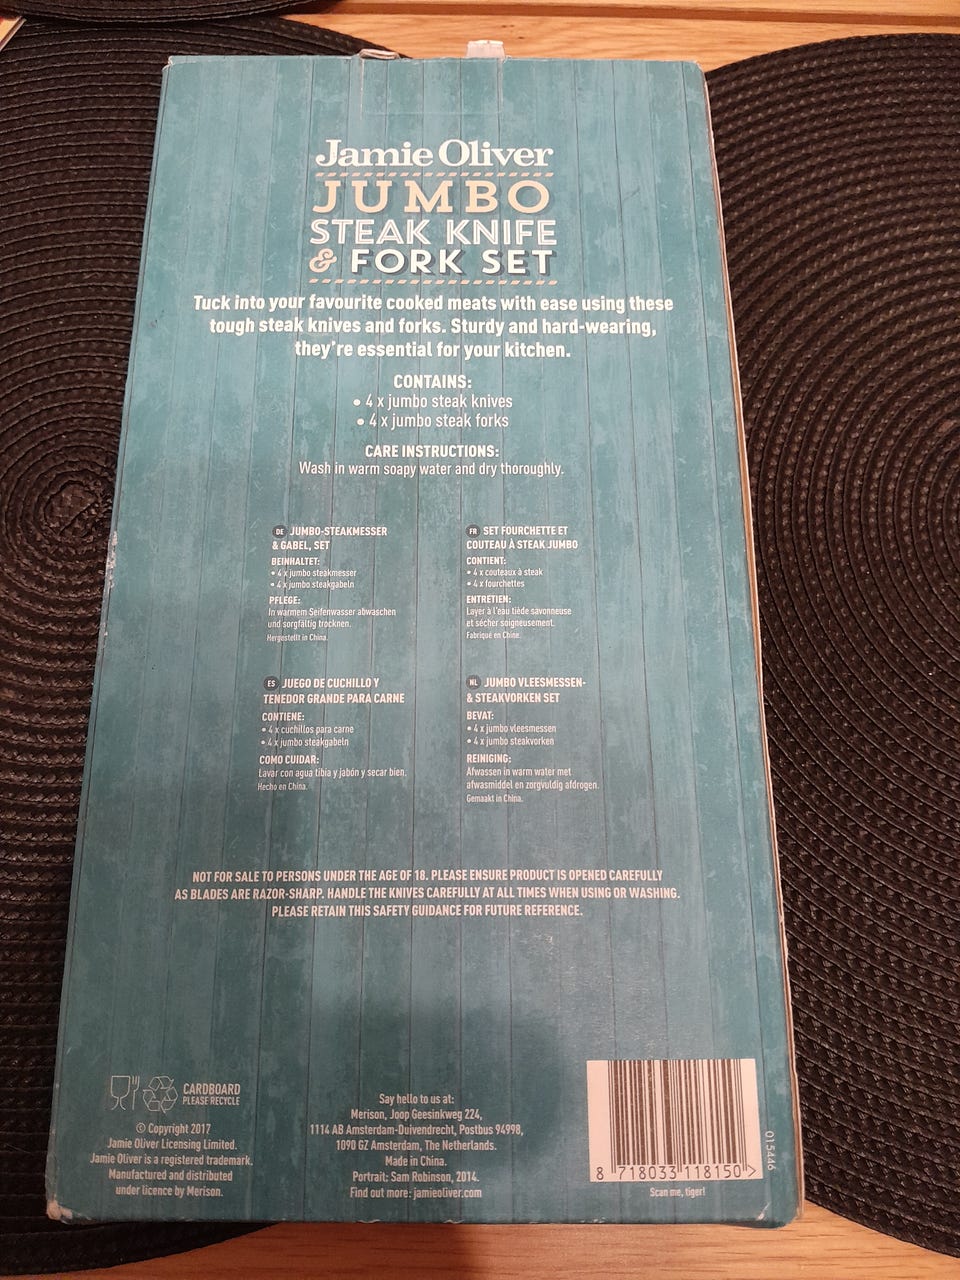 Jamie Oliver
JUMBO
STEAK KNIFE
& FORK SET
Tuck into your favourite cooked meats with ease using these
tough steak knives and forks. Sturdy and hard-wearing,
they're essential for your kitchen.
CONTAINS:
• 4 x jumbo steak knives
• 4 x jumbo steak forks
CARE INSTRUCTIONS:
Wash in warm soapy water and dry thoroughly.
DE JUMBO-STEAKMESSER
& GABEL, SET
BEINHALTET:
• 4 x jumbo steakmesser
• 4 x jumbo steakgabeln
PFLEGE:
In warmem Seifenwasser abwaschen
und sorgfältig trocknen.
Hergestellt in China.
FR SET FOURCHETTE ET
COUTEAU À STEAK JUMBO
CONTIENT:
• 4 x couteaux à steak
• 4 x fourchettes
ENTRETIEN:
Layer à l'eau tiède savonneuse
et sécher soigneusement.
Fabriqué en Chine.
ES JUEGO DE CUCHILLO Y
TENEDOR GRANDE PARA CARNE
CONTIENE:
• 4 x cuchillos para carne
• 4 x jumbo steakgabeln
COMO CUIDAR:
Lavar con agua tibia y jabón y secar bien.
Hecho en China.
NL JUMBO VLEESMESSEN-
& STEAKVORKEN SET
BEVAT:
• 4 x jumbo vleesmessen
• 4 x jumbo steakvorken
REINIGING:
Afwassen in warm water met
afwasmiddel en zorgvuldig afdrogen.
Gemaakt in China.
NOT FOR SALE TO PERSONS UNDER THE AGE OF 18. PLEASE ENSURE PRODUCT IS OPENED CAREFULLY
AS BLADES ARE RAZOR-SHARP. HANDLE THE KNIVES CAREFULLY AT ALL TIMES WHEN USING OR WASHING.
PLEASE RETAIN THIS SAFETY GUIDANCE FOR FUTURE REFERENCE.
CARDBOARD
PLEASE RECYCLE
© Copyright 2017
Jamie Oliver Licensing Limited.
Jamie Oliver is a registered trademark.
Manufactured and distributed
under licence by Merison.
Say hello to us at:
Merison, Joop Geesinkweg 224,
1114 AB Amsterdam-Duivendrecht, Postbus 94998,
1090 GZ Amsterdam, The Netherlands.
Made in China.
Portrait: Sam Robinson, 2014.
Find out more: jamieoliver.com
8 718033 118150 >
Scan me, tiger!
015446